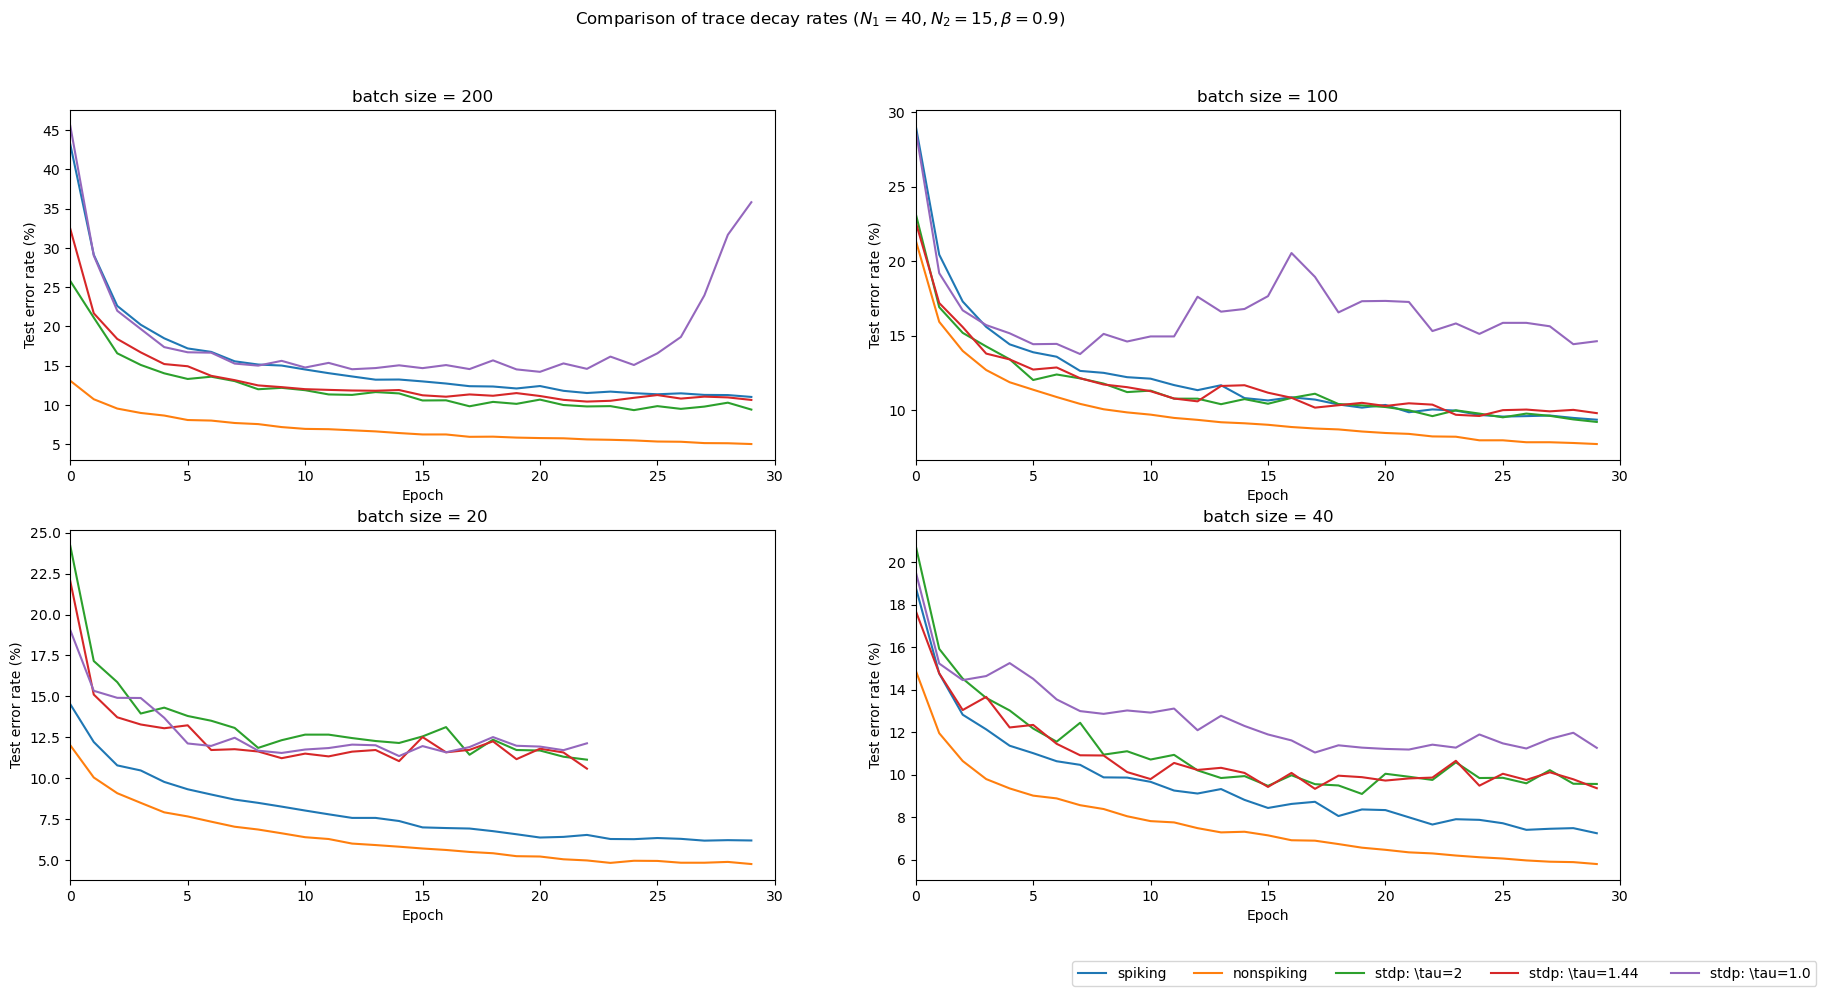 Comparison of trace decay rates (N₁ = 40, N₂ = 15, β = 0.9)
batch size = 200
45
40
35
30
25
20
15
10
5
Test error rate (%)
0 5 10 15 20 25 30
Epoch
batch size = 100
30
25
20
15
10
Test error rate (%)
0 5 10 15 20 25 30
Epoch
batch size = 20
25.0
22.5
20.0
17.5
15.0
12.5
10.0
7.5
5.0
Test error rate (%)
0 5 10 15 20 25 30
Epoch
batch size = 40
20
18
16
14
12
10
8
6
Test error rate (%)
0 5 10 15 20 25 30
Epoch
spiking nonspiking stdp: \tau=2 stdp: \tau=1.44 stdp: \tau=1.0